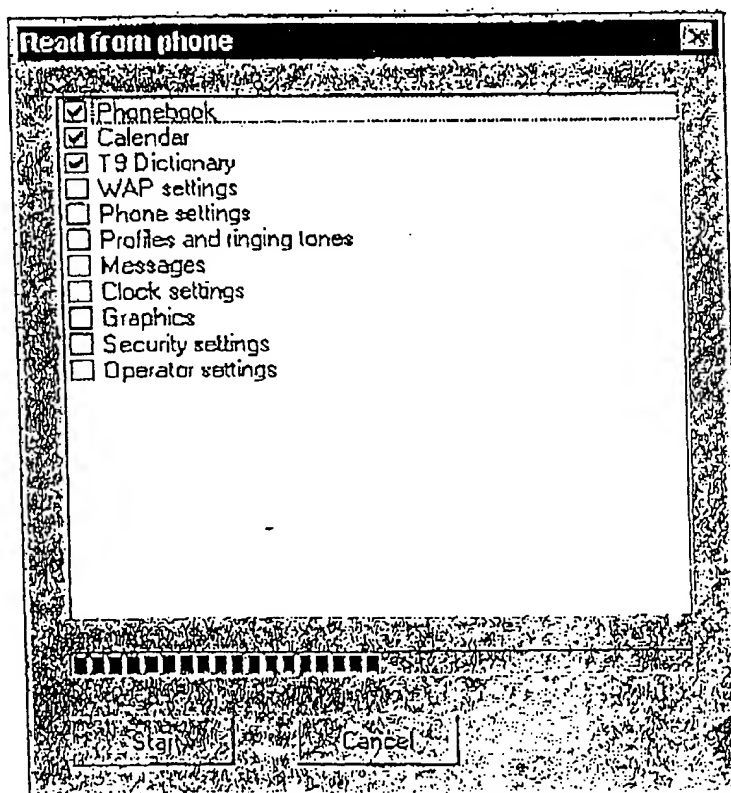 Read from phone
Phonebook
Calendar
T9 Dictionary
WAP settings
Phone settings
Profiles and ringing tones
Messages
Clock settings
Graphics
Security settings
Operator settings
Start
Cancel